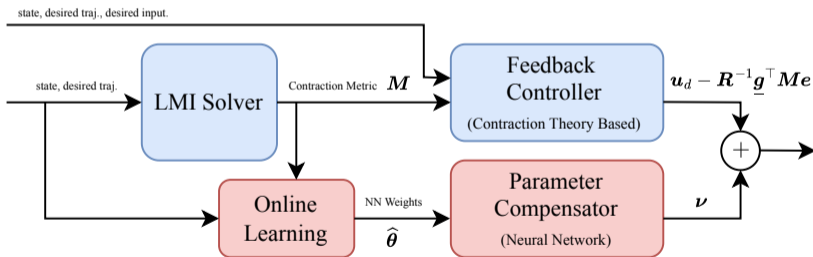 state, desired traj., desired input.
state, desired traj.
LMI Solver
Contraction Metric M
Feedback
Controller
(Contraction Theory Based)
u_d − R^{−1}g^⊤Me
+
Online
Learning
NN Weights
θ̂
Parameter
Compensator
(Neural Network)
ν